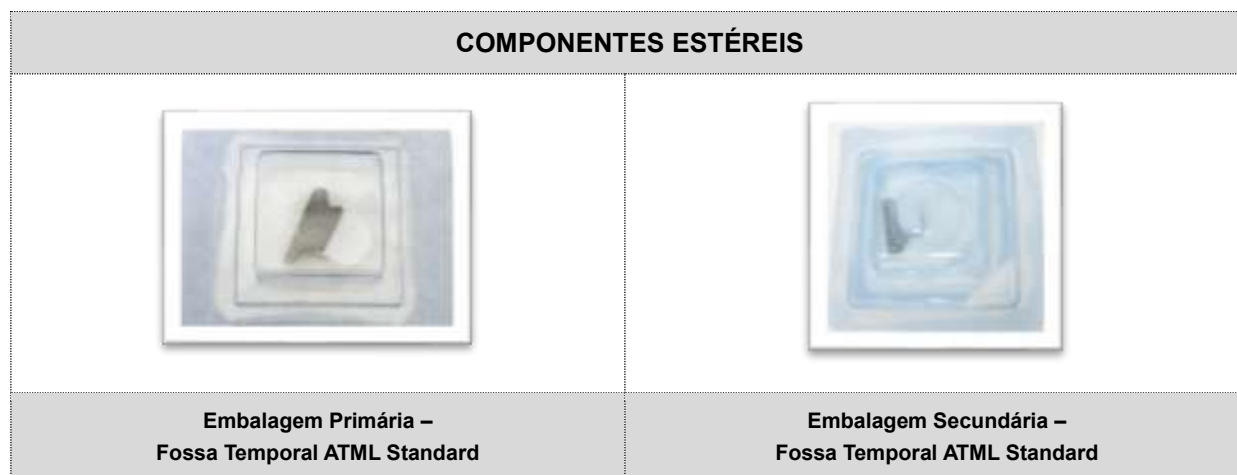 COMPONENTES ESTÉREIS
Embalagem Primária –
Fossa Temporal ATML Standard
Embalagem Secundária –
Fossa Temporal ATML Standard